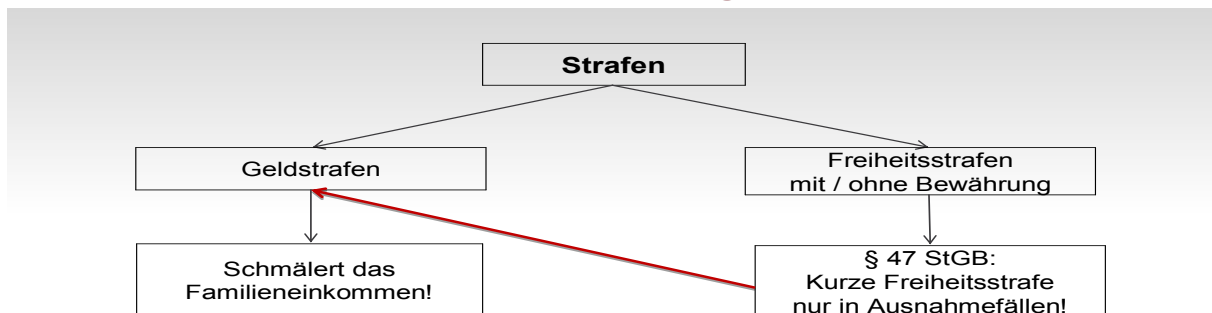 Strafen
Geldstrafen
Freiheitsstrafen
mit / ohne Bewährung
Schmälert das
Familieneinkommen!
§ 47 StGB:
Kurze Freiheitsstrafe
nur in Ausnahmefällen!